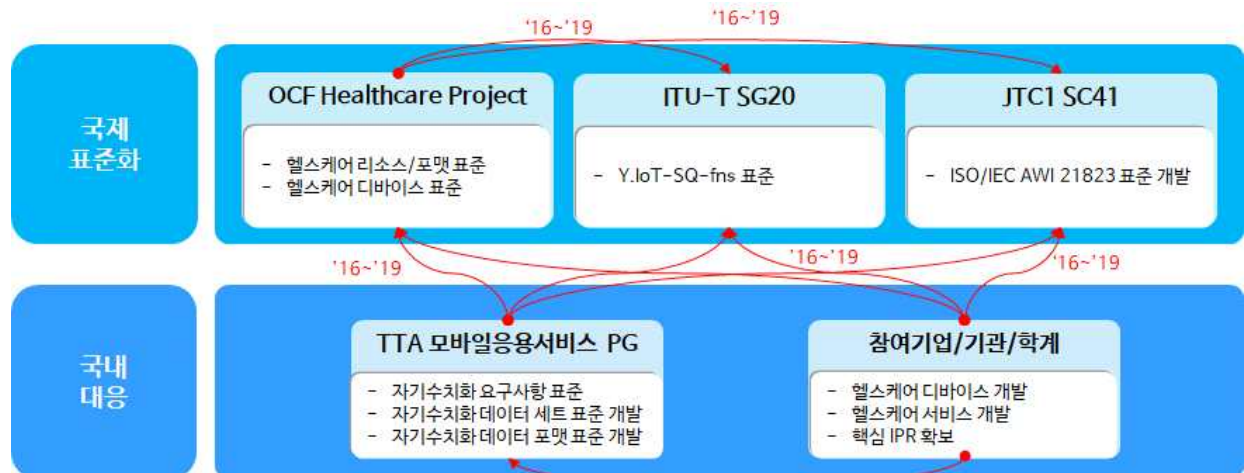 '16~'19
'16~'19
국제
표준화
OCF Healthcare Project
- 헬스케어 리소스/포맷 표준
- 헬스케어 디바이스 표준
ITU-T SG20
- Y.IoT-SQ-fns 표준
JTC1 SC41
- ISO/IEC AWI 21823 표준 개발
'16~'19
'16~'19
'16~'19
국내
대응
TTA 모바일응용서비스 PG
- 자기수치화 요구사항 표준
- 자기수치화 데이터 세트 표준 개발
- 자기수치화 데이터 포맷 표준 개발
참여기업/기관/학계
- 헬스케어 디바이스 개발
- 헬스케어 서비스 개발
- 핵심 IPR 확보